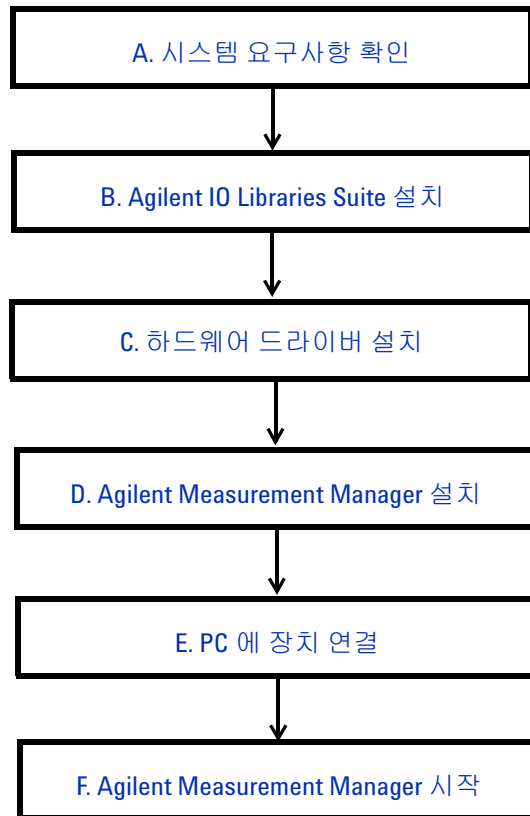 A. 시스템 요구사항 확인
B. Agilent IO Libraries Suite 설치
C. 하드웨어 드라이버 설치
D. Agilent Measurement Manager 설치
E. PC 에 장치 연결
F. Agilent Measurement Manager 시작